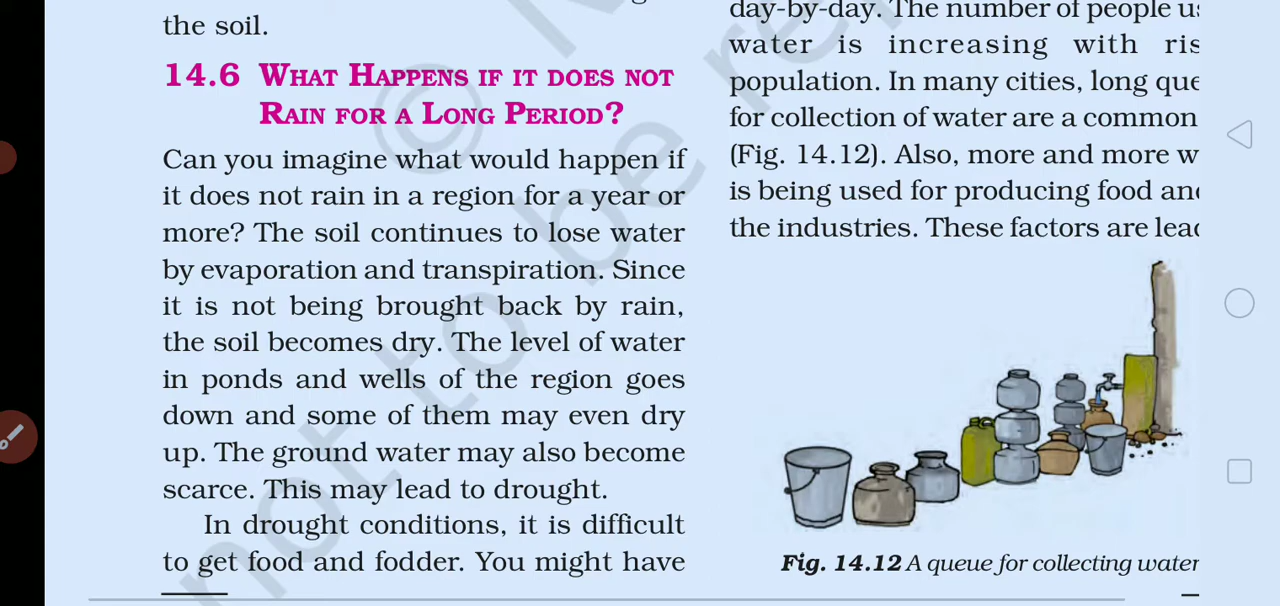 the soil.
14.6 WHAT HAPPENS IF IT DOES NOT
RAIN FOR A LONG PERIOD?
Can you imagine what would happen if
it does not rain in a region for a year or
more? The soil continues to lose water
by evaporation and transpiration. Since
it is not being brought back by rain,
the soil becomes dry. The level of water
in ponds and wells of the region goes
down and some of them may even dry
up. The ground water may also become
scarce. This may lead to drought.
In drought conditions, it is difficult
to get food and fodder. You might have
day-by-day. The number of people
water is increasing with
population. In many cities, long
for collection of water are a common
(Fig. 14.12). Also, more and more
is being used for producing food
the industries. These factors are
Fig. 14.12 A queue for collecting water
©
not to be